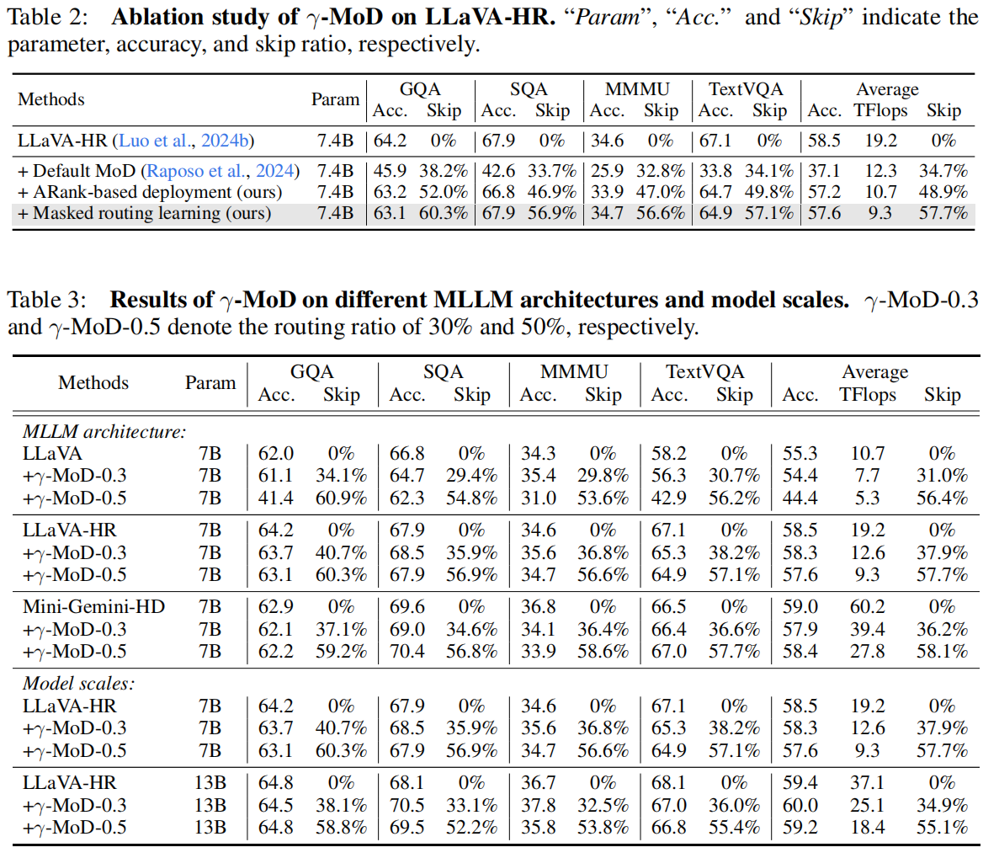 Table 2: Ablation study of γ-MoD on LLaVA-HR. “Param”, “Acc.” and “Skip” indicate the
parameter, accuracy, and skip ratio, respectively.
Methods Param GQA SQA MMMU TextVQA Average
Acc. Skip Acc. Skip Acc. Skip Acc. Skip Acc. TFlops Skip
LLaVA-HR (Luo et al., 2024b) 7.4B 64.2 0% 67.9 0% 34.6 0% 67.1 0% 58.5 19.2 0%
+ Default MoD (Raposo et al., 2024) 7.4B 45.9 38.2% 42.6 33.7% 25.9 32.8% 33.8 34.1% 37.1 12.3 34.7%
+ ARank-based deployment (ours) 7.4B 63.2 52.0% 66.8 46.9% 33.9 47.0% 64.7 49.8% 57.2 10.7 48.9%
+ Masked routing learning (ours) 7.4B 63.1 60.3% 67.9 56.9% 34.7 56.6% 64.9 57.1% 57.6 9.3 57.7%
Table 3: Results of γ-MoD on different MLLM architectures and model scales. γ-MoD-0.3
and γ-MoD-0.5 denote the routing ratio of 30% and 50%, respectively.
Methods Param GQA SQA MMMU TextVQA Average
Acc. Skip Acc. Skip Acc. Skip Acc. Skip Acc. TFlops Skip
MLLM architecture:
LLaVA 7B 62.0 0% 66.8 0% 34.3 0% 58.2 0% 55.3 10.7 0%
+γ-MoD-0.3 7B 61.1 34.1% 64.7 29.4% 35.4 29.8% 56.3 30.7% 54.4 7.7 31.0%
+γ-MoD-0.5 7B 41.4 60.9% 62.3 54.8% 31.0 53.6% 42.9 56.2% 44.4 5.3 56.4%
LLaVA-HR 7B 64.2 0% 67.9 0% 34.6 0% 67.1 0% 58.5 19.2 0%
+γ-MoD-0.3 7B 63.7 40.7% 68.5 35.9% 35.6 36.8% 65.3 38.2% 58.3 12.6 37.9%
+γ-MoD-0.5 7B 63.1 60.3% 67.9 56.9% 34.7 56.6% 64.9 57.1% 57.6 9.3 57.7%
Mini-Gemini-HD 7B 62.9 0% 69.6 0% 36.8 0% 66.5 0% 59.0 60.2 0%
+γ-MoD-0.3 7B 62.1 37.1% 69.0 34.6% 34.1 36.4% 66.4 36.6% 57.9 39.4 36.2%
+γ-MoD-0.5 7B 62.2 59.2% 70.4 56.8% 33.9 58.6% 67.0 57.7% 58.4 27.8 58.1%
Model scales:
LLaVA-HR 7B 64.2 0% 67.9 0% 34.6 0% 67.1 0% 58.5 19.2 0%
+γ-MoD-0.3 7B 63.7 40.7% 68.5 35.9% 35.6 36.8% 65.3 38.2% 58.3 12.6 37.9%
+γ-MoD-0.5 7B 63.1 60.3% 67.9 56.9% 34.7 56.6% 64.9 57.1% 57.6 9.3 57.7%
LLaVA-HR 13B 64.8 0% 68.1 0% 36.7 0% 68.1 0% 59.4 37.1 0%
+γ-MoD-0.3 13B 64.5 38.1% 70.5 33.1% 37.8 32.5% 67.0 36.0% 60.0 25.1 34.9%
+γ-MoD-0.5 13B 64.8 58.8% 69.5 52.2% 35.8 53.8% 66.8 55.4% 59.2 18.4 55.1%